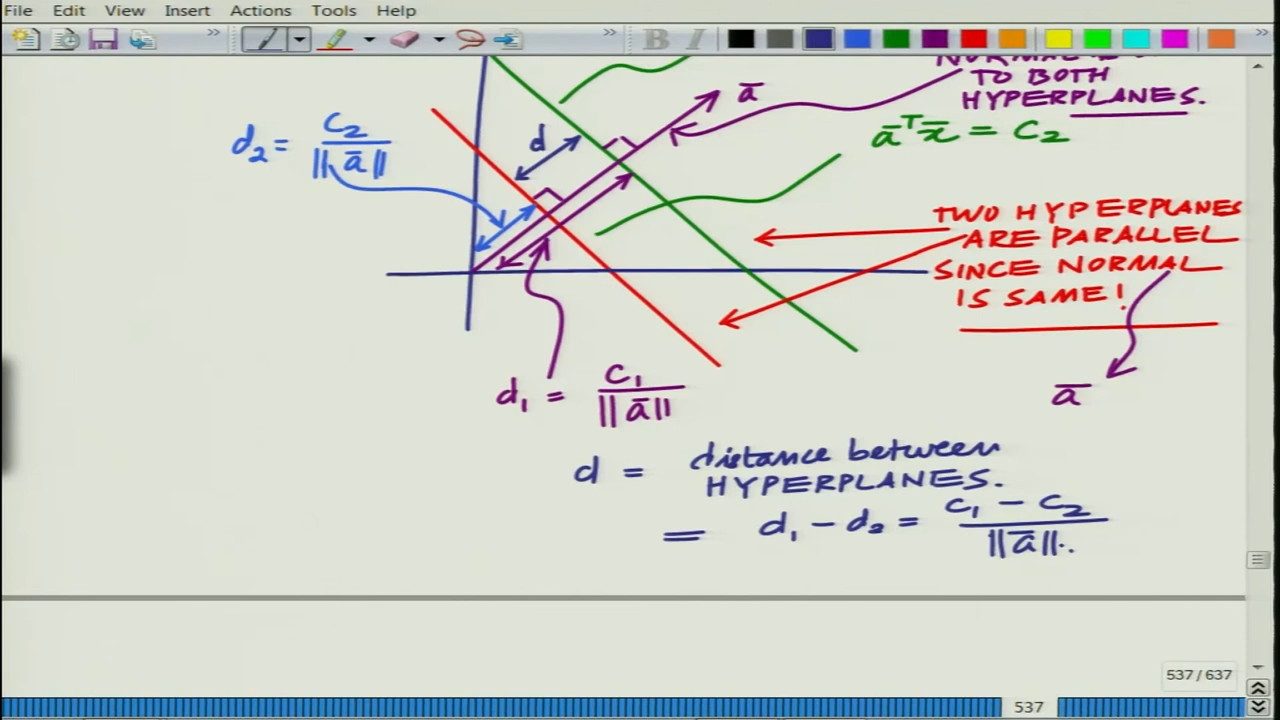 File Edit View Insert Actions Tools Help
B I
TO BOTH
HYPERPLANES.
a̅ᵀx̅ = C₂
a̅
d
d₂ = C₂ / ||a̅||
TWO HYPERPLANES
ARE PARALLEL
SINCE NORMAL
IS SAME!
a̅
d₁ = C₁ / ||a̅||
d = distance between
HYPERPLANES.
= d₁ - d₂ = C₁ - C₂ / ||a̅||.
537 / 637
537